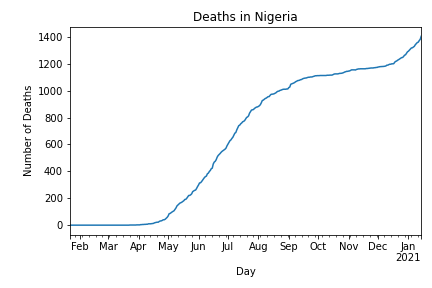 Deaths in Nigeria
Number of Deaths
1400
1200
1000
800
600
400
200
0
Feb Mar Apr May Jun Jul Aug Sep Oct Nov Dec Jan
2021
Day